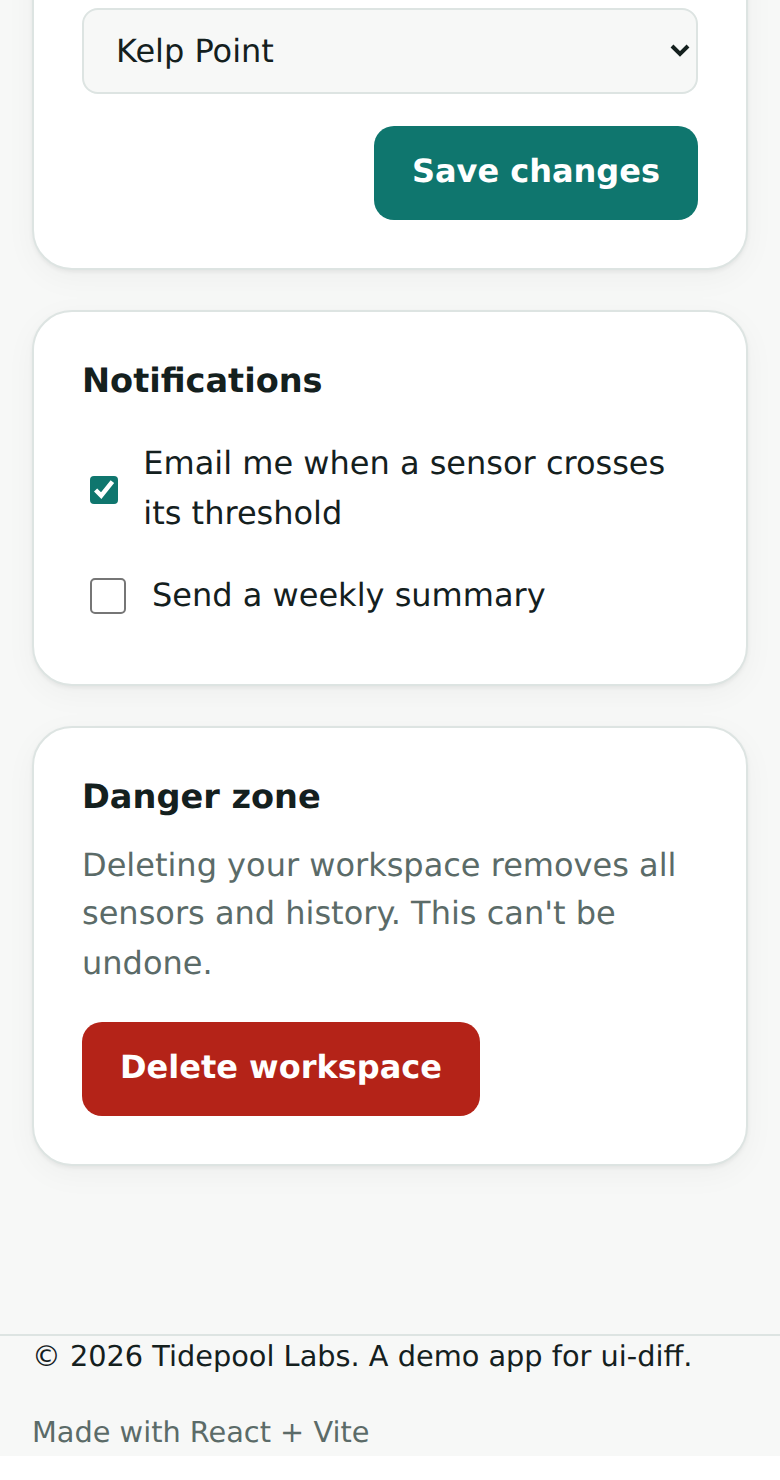 Kelp Point
Save changes
Notifications
Email me when a sensor crosses
its threshold
Send a weekly summary
Danger zone
Deleting your workspace removes all
sensors and history. This can't be
undone.
Delete workspace
© 2026 Tidepool Labs. A demo app for ui-diff.
Made with React + Vite